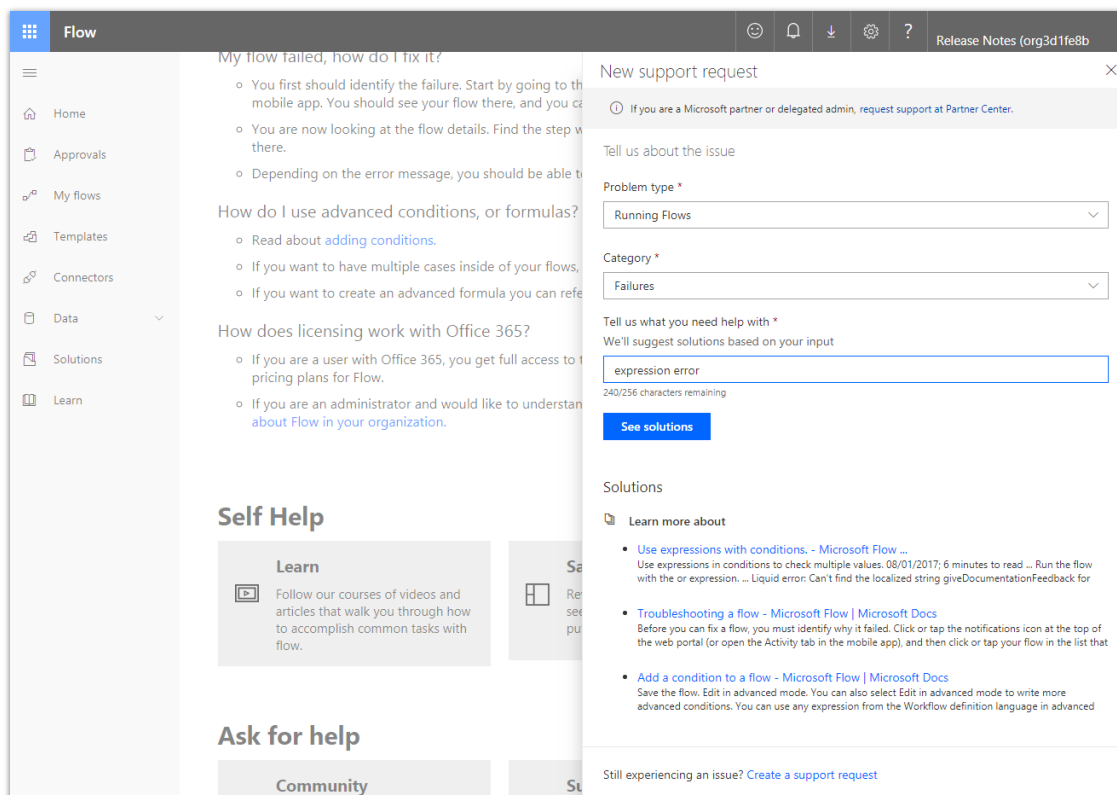 Flow
Release Notes (org3d1fe8b
Home
Approvals
My flows
Templates
Connectors
Data
Solutions
Learn
My flow failed, how do I fix it?
You first should identify the failure. Start by going to th
mobile app. You should see your flow there, and you ca
You are now looking at the flow details. Find the step w
there.
Depending on the error message, you should be able to
How do I use advanced conditions, or formulas?
Read about adding conditions.
If you want to have multiple cases inside of your flows,
If you want to create an advanced formula you can refe
How does licensing work with Office 365?
If you are a user with Office 365, you get full access to t
pricing plans for Flow.
If you are an administrator and would like to understan
about Flow in your organization.
Self Help
Learn
Follow our courses of videos and
articles that walk you through how
to accomplish common tasks with
flow.
Sa
Re
see
pu
Ask for help
Community
Su
New support request
If you are a Microsoft partner or delegated admin, request support at Partner Center.
Tell us about the issue
Problem type *
Running Flows
Category *
Failures
Tell us what you need help with *
We'll suggest solutions based on your input
expression error
240/256 characters remaining
See solutions
Solutions
Learn more about
Use expressions with conditions. - Microsoft Flow ...
Use expressions in conditions to check multiple values. 08/01/2017; 6 minutes to read ... Run the flow
with the or expression. ... Liquid error: Can't find the localized string giveDocumentationFeedback for
Troubleshooting a flow - Microsoft Flow | Microsoft Docs
Before you can fix a flow, you must identify why it failed. Click or tap the notifications icon at the top of
the web portal (or open the Activity tab in the mobile app), and then click or tap your flow in the list that
Add a condition to a flow - Microsoft Flow | Microsoft Docs
Save the flow. Edit in advanced mode. You can also select Edit in advanced mode to write more
advanced conditions. You can use any expression from the Workflow definition language in advanced
Still experiencing an issue? Create a support request